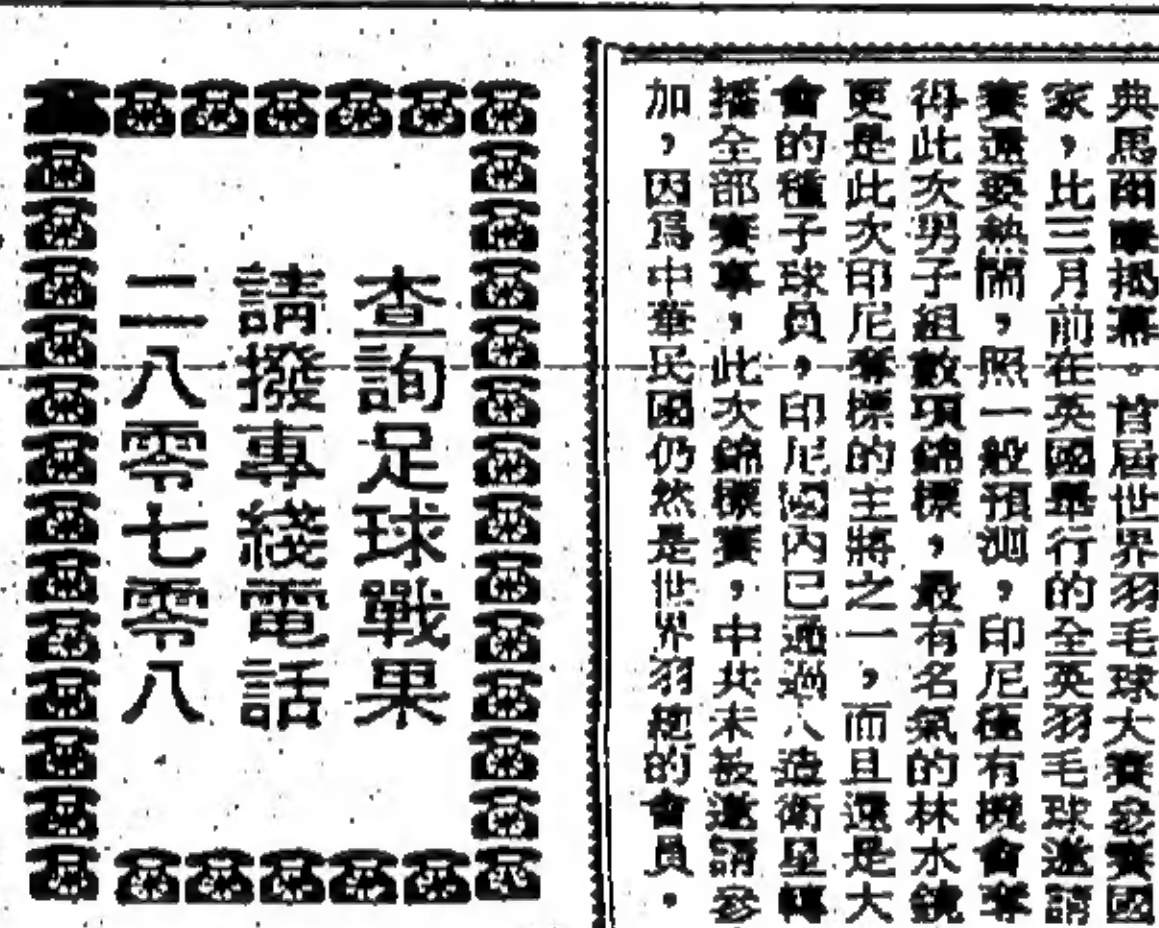 典馬爾摩揭幕。首屆世界羽毛球大賽參賽國
家，比三月前在英國舉行的全英羽毛球邀請
賽還要熱鬧，照一般預測，印尼極有機會奪
得此次男子組數項錦標，最有名氣的林水鏡
更是此次印尼奪標的主將之一，而且還是大
會的種子球員，印尼國內已通過人造衛星轉
播全部賽事，此次錦標賽，中共未被邀請參
加，因爲中華民國仍然是世界羽總的會員。
查詢足球戰果
請撥專綫電話
二八零七零八